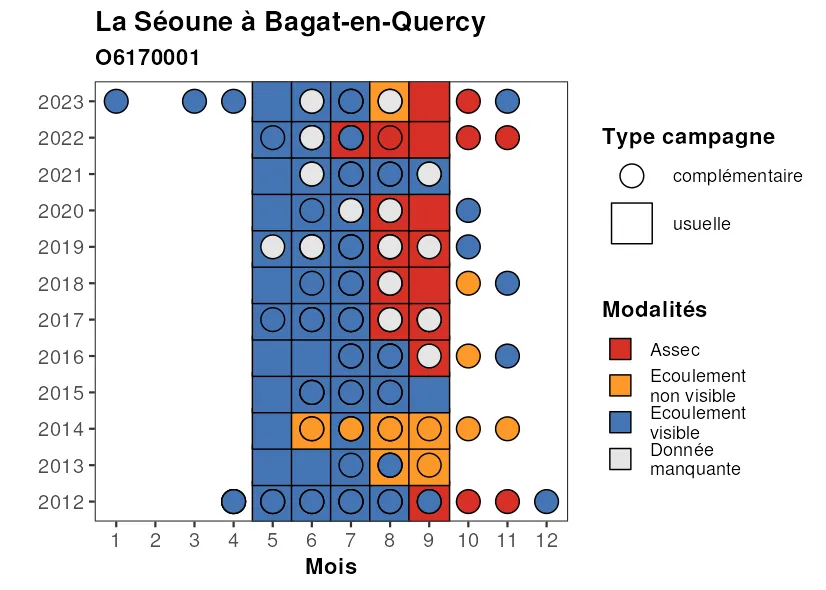 La Séoune à Bagat-en-Quercy
O6170001
2023
2022
2021
2020
2019
2018
2017
2016
2015
2014
2013
2012
1 2 3 4 5 6 7 8 9 10 11 12
Mois
Type campagne
complémentaire
usuelle
Modalités
Assec
Ecoulement
non visible
Ecoulement
visible
Donnée
manquante